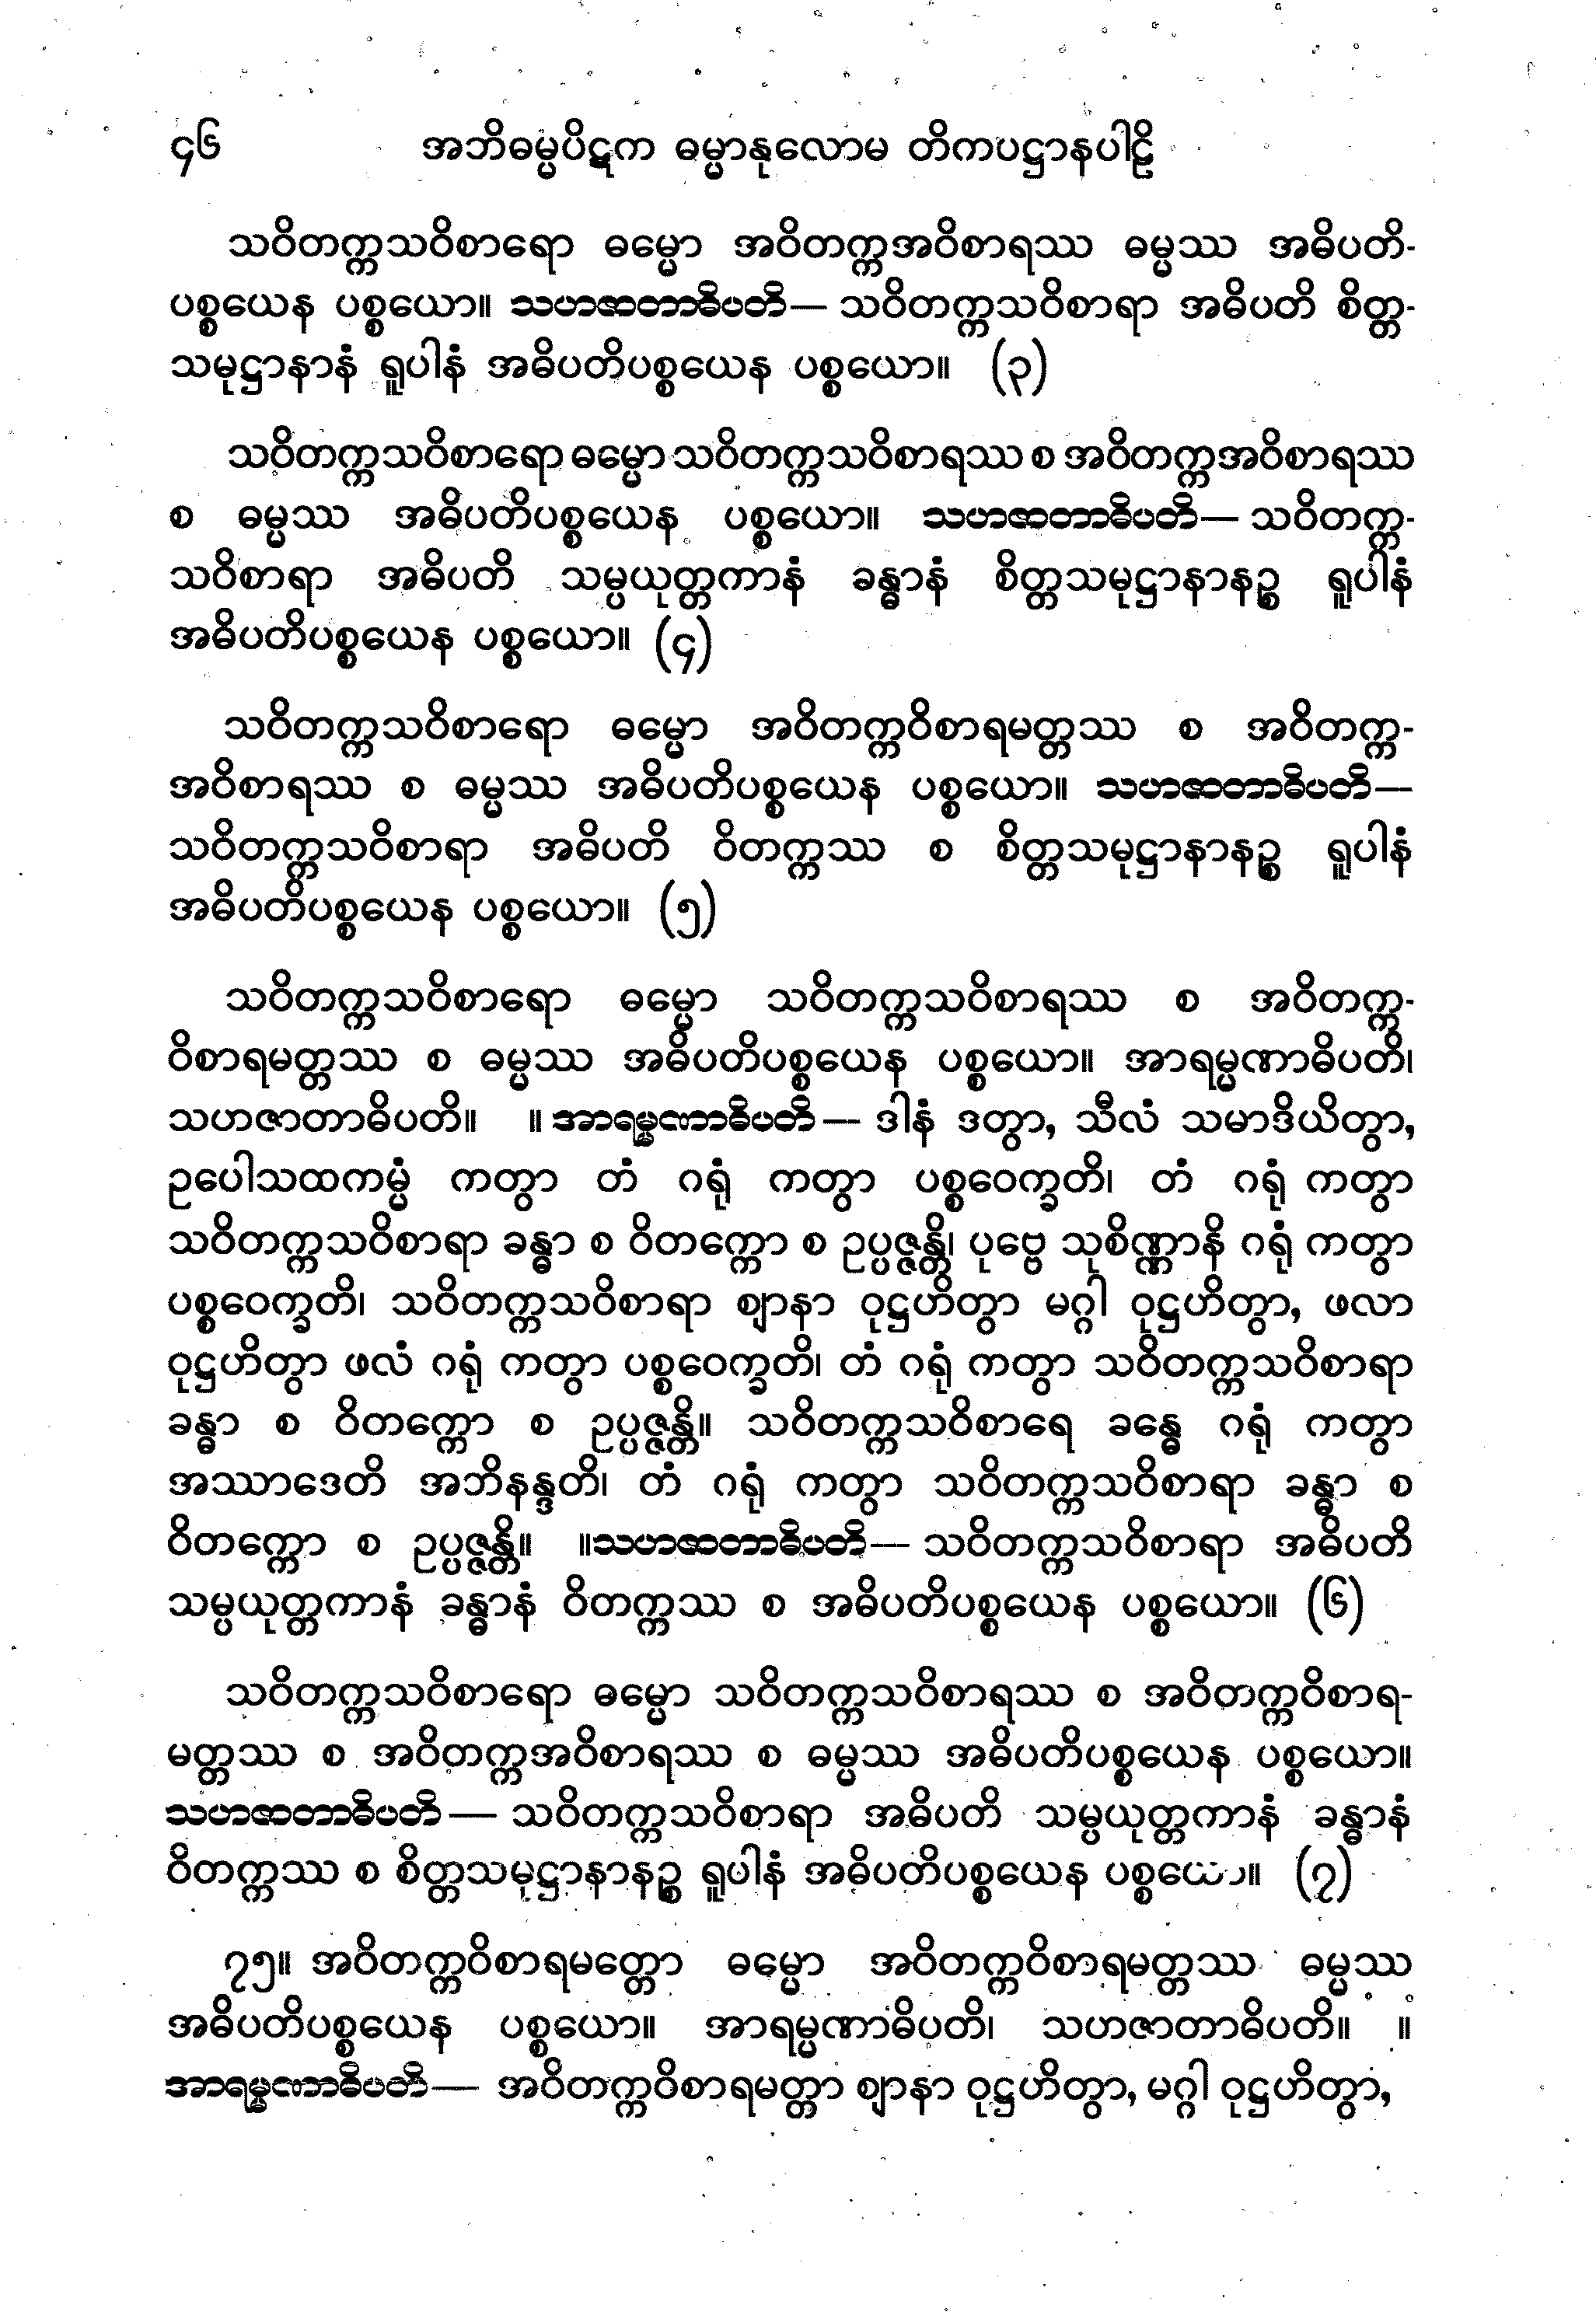 ၄၆ အဘိဓမ္မပိဋက ဓမ္မာနုလောမ တိကပဋ္ဌာနပါဠိ
သဝိတက္ကသဝိစာရော ဓမ္မော အဝိတက္ကအဝိစာရဿ ဓမ္မဿ အဓိပတိ-
ပစ္စယေန ပစ္စယော။ သဟဇာတာဓိပတိ— သဝိတက္ကသဝိစာရာ အဓိပတိ စိတ္တ-
သမုဋ္ဌာနာနံ ရူပါနံ အဓိပတိပစ္စယေန ပစ္စယော။ (၃)
သဝိတက္ကသဝိစာရော ဓမ္မော သဝိတက္ကသဝိစာရဿ စ အဝိတက္ကအဝိစာရဿ
စ ဓမ္မဿ အဓိပတိပစ္စယေန ပစ္စယော။ သဟဇာတာဓိပတိ— သဝိတက္က-
သဝိစာရာ အဓိပတိ သမ္ပယုတ္တကာနံ ခန္ဓာနံ စိတ္တသမုဋ္ဌာနာနဉ္စ ရူပါနံ
အဓိပတိပစ္စယေန ပစ္စယော။ (၄)
သဝိတက္ကသဝိစာရော ဓမ္မော အဝိတက္ကဝိစာရမတ္တဿ စ အဝိတက္က-
အဝိစာရဿ စ ဓမ္မဿ အဓိပတိပစ္စယေန ပစ္စယော။ သဟဇာတာဓိပတိ—
သဝိတက္ကသဝိစာရာ အဓိပတိ ဝိတက္ကဿ စ စိတ္တသမုဋ္ဌာနာနဉ္စ ရူပါနံ
အဓိပတိပစ္စယေန ပစ္စယော။ (၅)
သဝိတက္ကသဝိစာရော ဓမ္မော သဝိတက္ကသဝိစာရဿ စ အဝိတက္က-
ဝိစာရမတ္တဿ စ ဓမ္မဿ အဓိပတိပစ္စယေန ပစ္စယော။ အာရမ္မဏာဓိပတိ၊
သဟဇာတာဓိပတိ။ ။ အာရမ္မဏာဓိပတိ— ဒါနံ ဒတွာ, သီလံ သမာဒိယိတွာ,
ဥပေါသထကမ္မံ ကတွာ တံ ဂရုံ ကတွာ ပစ္စဝေက္ခတိ၊ တံ ဂရုံ ကတွာ
သဝိတက္ကသဝိစာရာ ခန္ဓာ စ ဝိတက္ကော စ ဥပ္ပဇ္ဇန္တိ၊ ပုဗ္ဗေ သုစိဏ္ဏာနိ ဂရုံ ကတွာ
ပစ္စဝေက္ခတိ၊ သဝိတက္ကသဝိစာရာ ဈာနာ ဝုဋ္ဌဟိတွာ မဂ္ဂါ ဝုဋ္ဌဟိတွာ, ဖလာ
ဝုဋ္ဌဟိတွာ ဖလံ ဂရုံ ကတွာ ပစ္စဝေက္ခတိ၊ တံ ဂရုံ ကတွာ သဝိတက္ကသဝိစာရာ
ခန္ဓာ စ ဝိတက္ကော စ ဥပ္ပဇ္ဇန္တိ။ သဝိတက္ကသဝိစာရေ ခန္ဓေ ဂရုံ ကတွာ
အဿာဒေတိ အဘိနန္ဒတိ၊ တံ ဂရုံ ကတွာ သဝိတက္ကသဝိစာရာ ခန္ဓာ စ
ဝိတက္ကော စ ဥပ္ပဇ္ဇန္တိ။ ။သဟဇာတာဓိပတိ— သဝိတက္ကသဝိစာရာ အဓိပတိ
သမ္ပယုတ္တကာနံ ခန္ဓာနံ ဝိတက္ကဿ စ အဓိပတိပစ္စယေန ပစ္စယော။ (၆)
သဝိတက္ကသဝိစာရော ဓမ္မော သဝိတက္ကသဝိစာရဿ စ အဝိတက္ကဝိစာရ-
မတ္တဿ စ အဝိတက္ကအဝိစာရဿ စ ဓမ္မဿ အဓိပတိပစ္စယေန ပစ္စယော။
သဟဇာတာဓိပတိ— သဝိတက္ကသဝိစာရာ အဓိပတိ သမ္ပယုတ္တကာနံ ခန္ဓာနံ
ဝိတက္ကဿ စ စိတ္တသမုဋ္ဌာနာနဉ္စ ရူပါနံ အဓိပတိပစ္စယေန ပစ္စယော။ (၇)
၇၅။ အဝိတက္ကဝိစာရမတ္တော ဓမ္မော အဝိတက္ကဝိစာရမတ္တဿ ဓမ္မဿ
အဓိပတိပစ္စယေန ပစ္စယော။ အာရမ္မဏာဓိပတိ၊ သဟဇာတာဓိပတိ။ ။
အာရမ္မဏာဓိပတိ— အဝိတက္ကဝိစာရမတ္တာ ဈာနာ ဝုဋ္ဌဟိတွာ, မဂ္ဂါ ဝုဋ္ဌဟိတွာ,